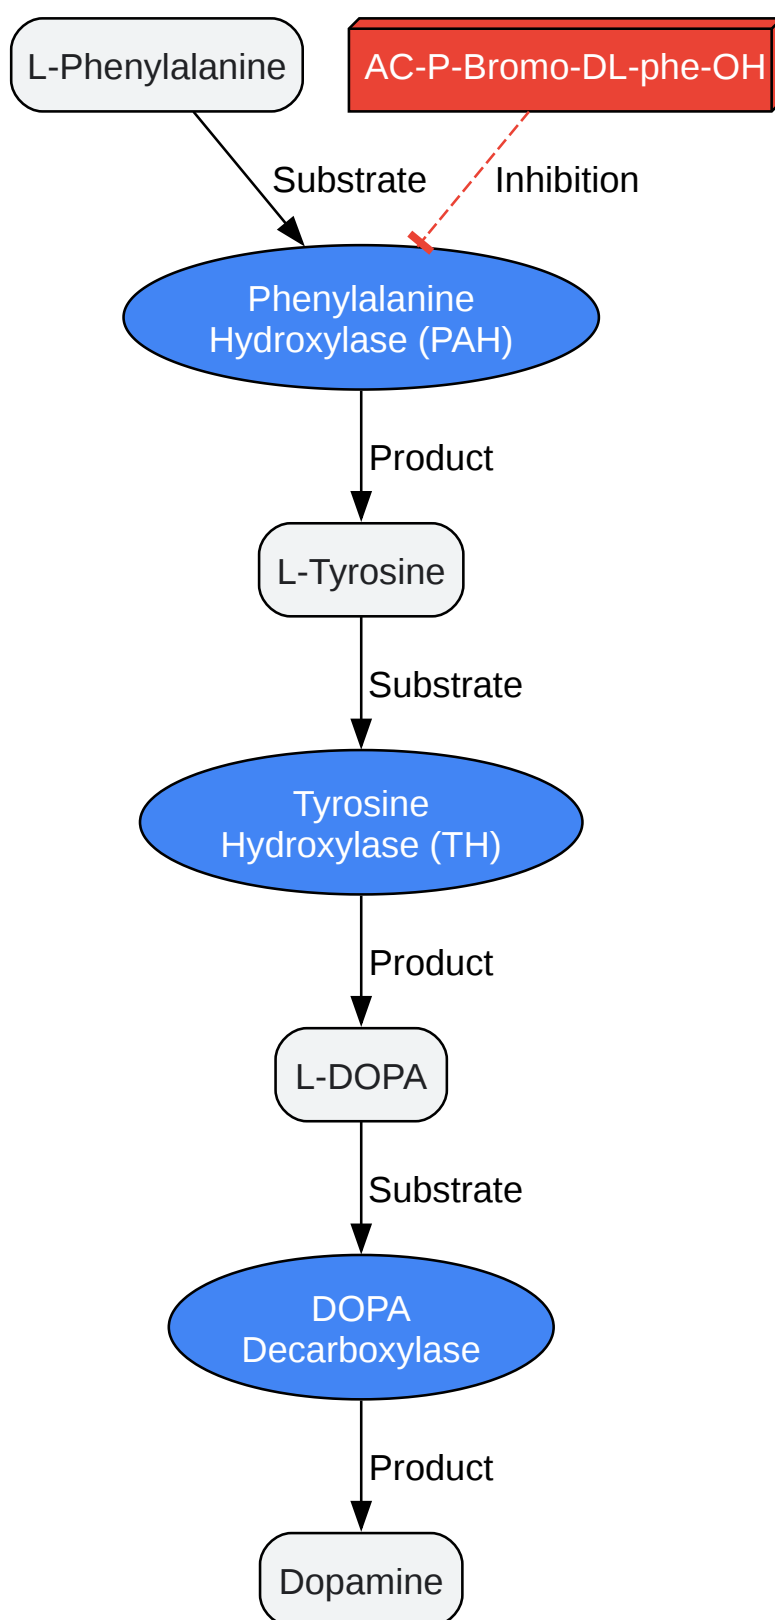 L-Phenylalanine
AC-P-Bromo-DL-phe-OH
Substrate
Inhibition
Phenylalanine
Hydroxylase (PAH)
Product
L-Tyrosine
Substrate
Tyrosine
Hydroxylase (TH)
Product
L-DOPA
Substrate
DOPA
Decarboxylase
Product
Dopamine